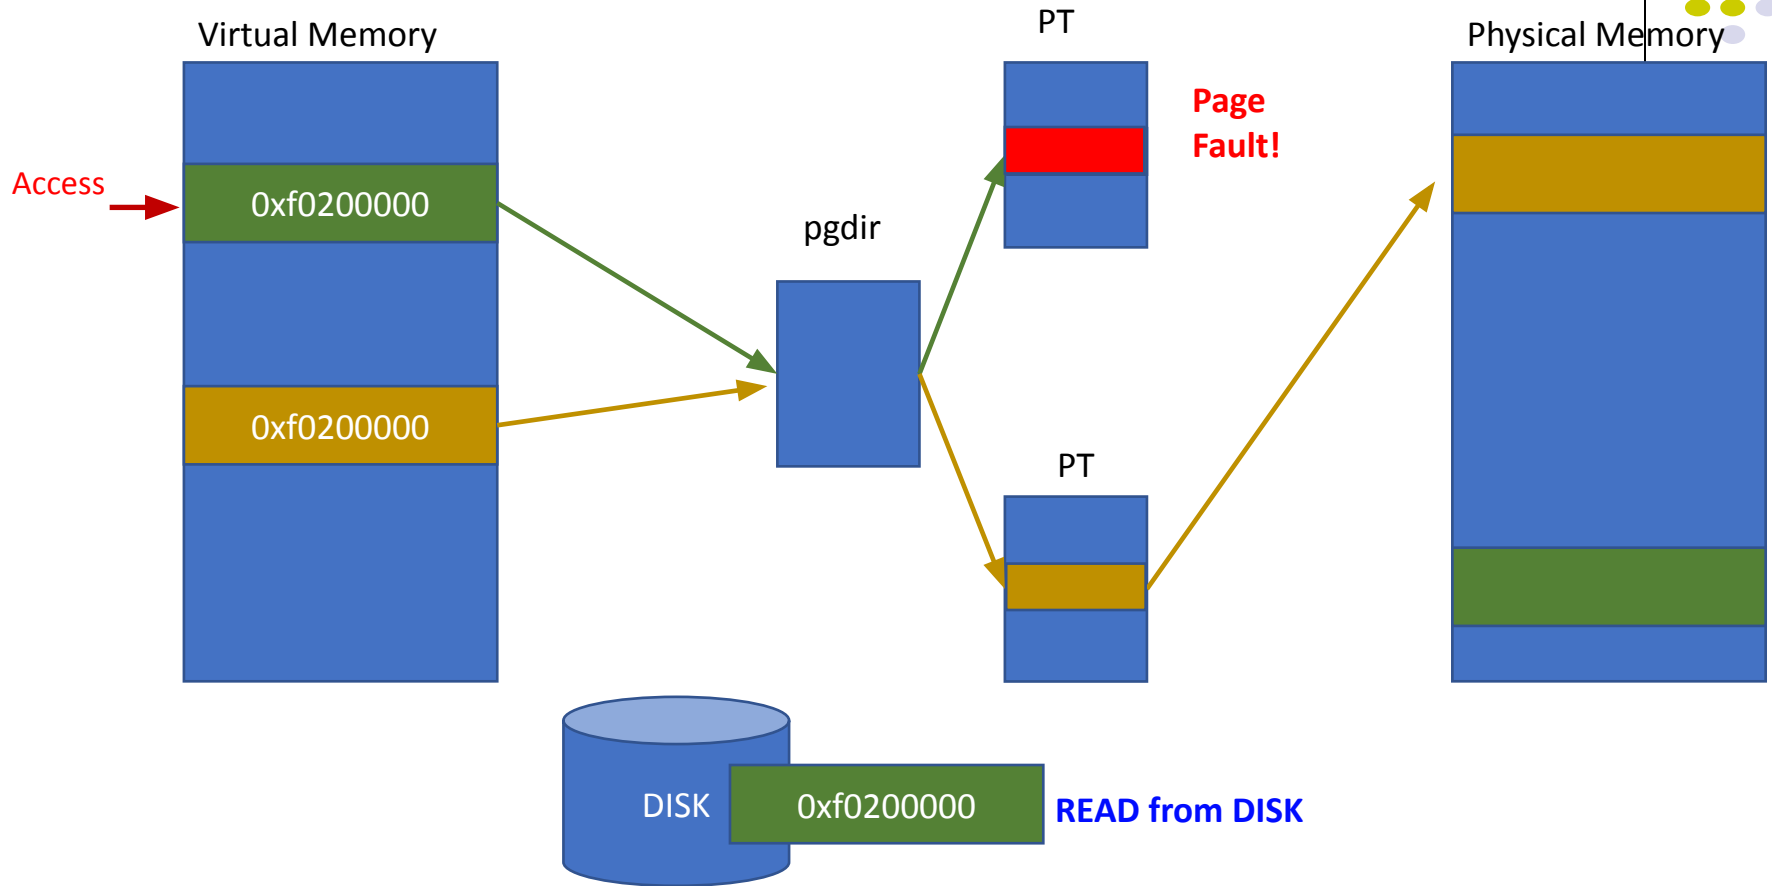 Virtual Memory
PT
Physical Memory
Page
Fault!
Access
0xf0200000
pgdir
0xf0200000
PT
DISK
0xf0200000
READ from DISK